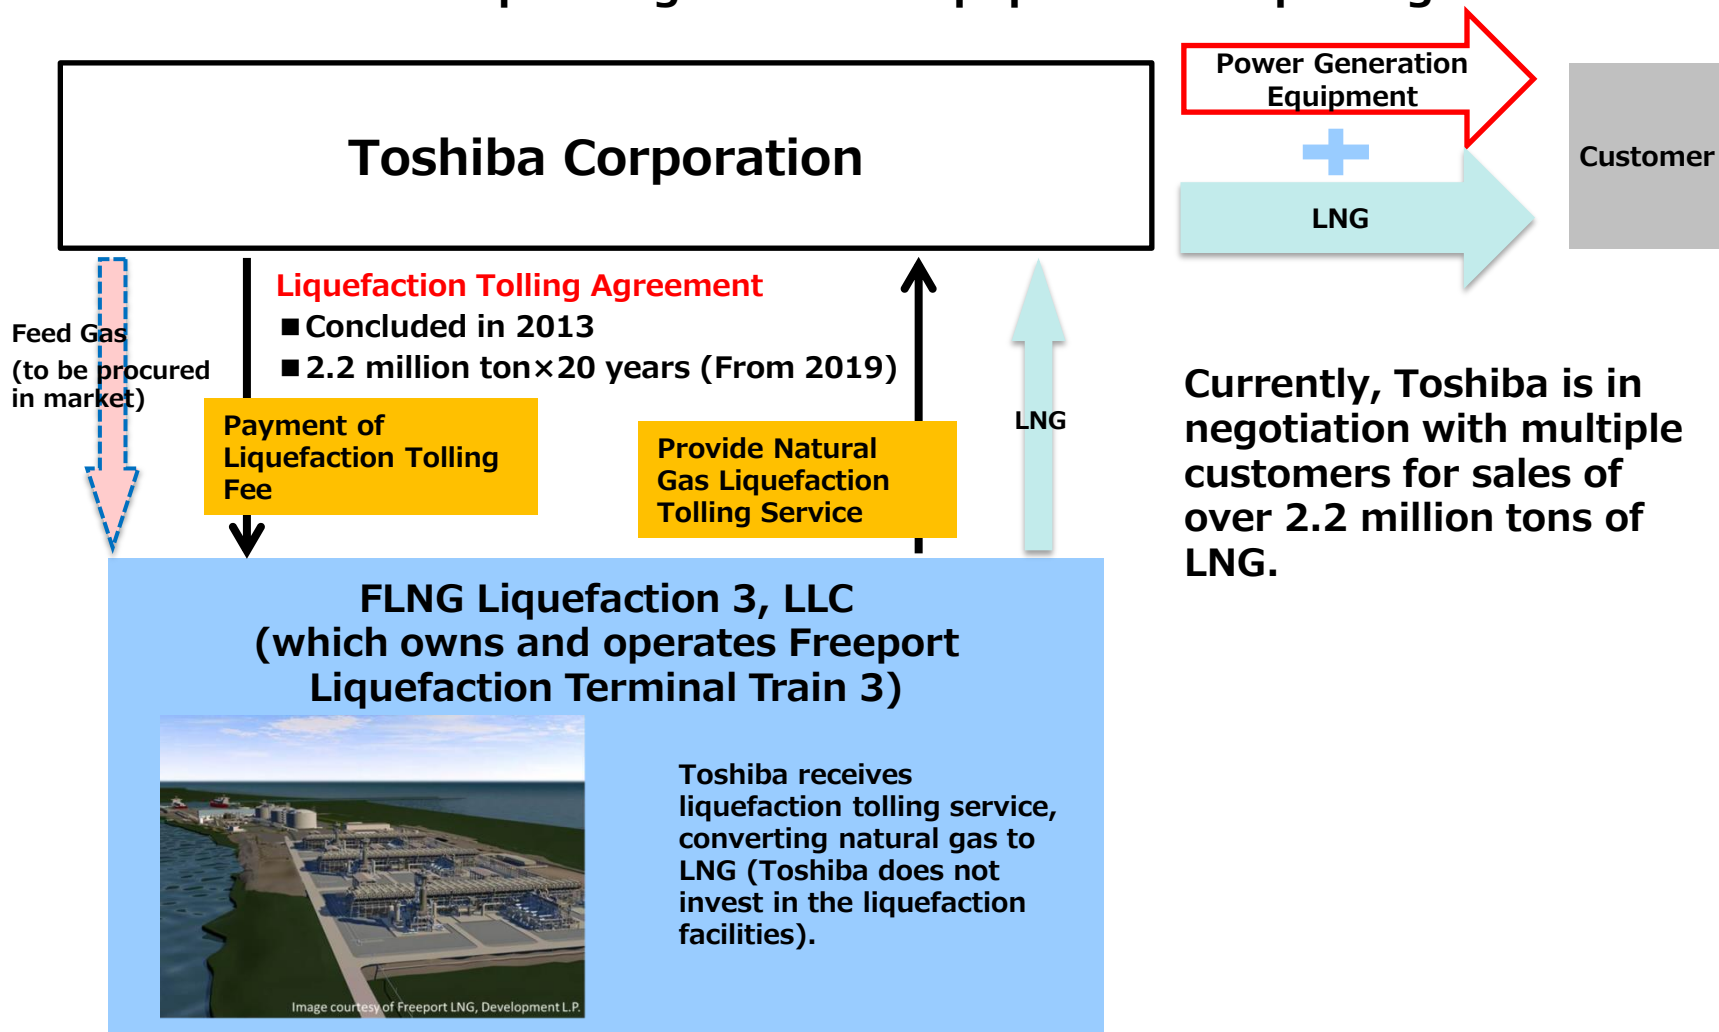 Power Generation
Equipment
Toshiba Corporation
Customer
LNG
Liquefaction Tolling Agreement
■Concluded in 2013
■2.2 million ton×20 years (From 2019)
Feed Gas
(to be procured
in market)
Payment of
Liquefaction Tolling
Fee
Provide Natural
Gas Liquefaction
Tolling Service
LNG
Currently, Toshiba is in
negotiation with multiple
customers for sales of
over 2.2 million tons of
LNG.
FLNG Liquefaction 3, LLC
(which owns and operates Freeport
Liquefaction Terminal Train 3)
Toshiba receives
liquefaction tolling service,
converting natural gas to
LNG (Toshiba does not
invest in the liquefaction
facilities).
Image courtesy of Freeport LNG, Development L.P.